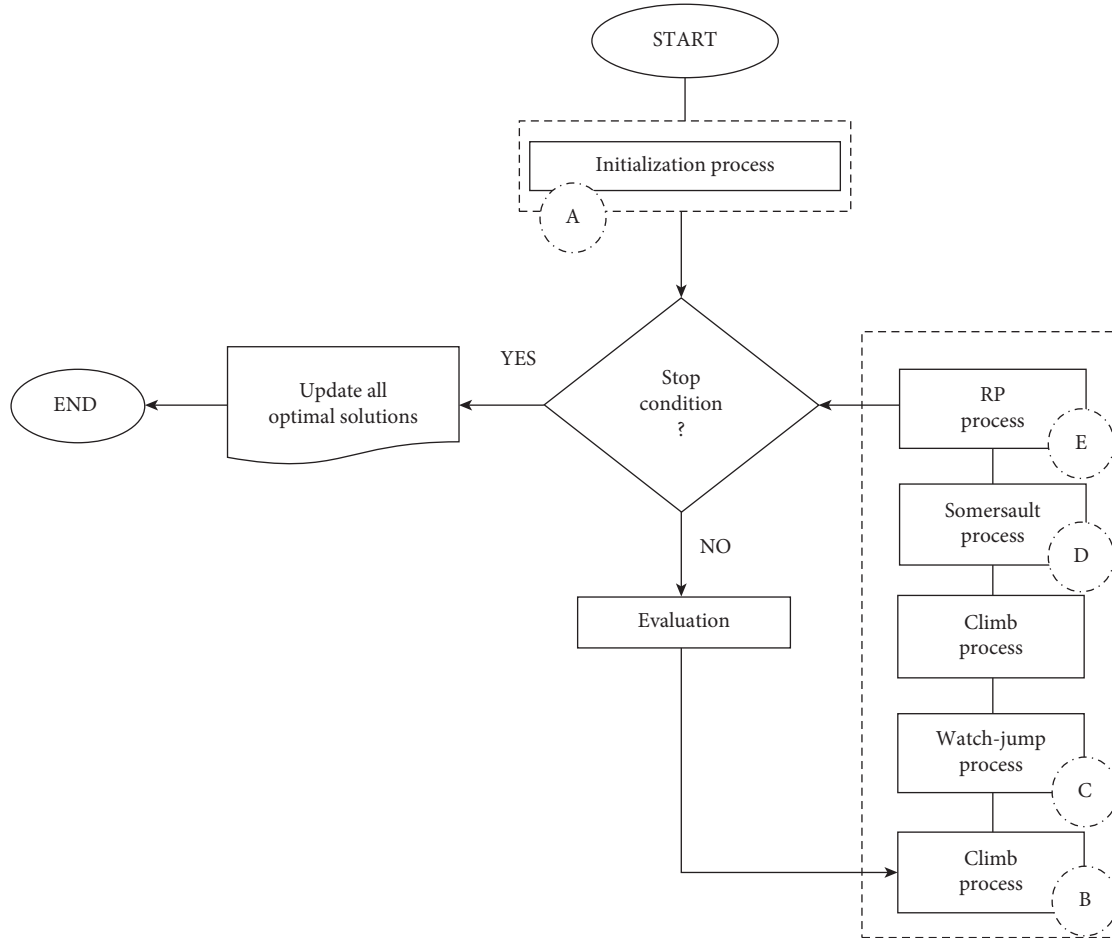 START
Initialization process
A
YES
Update all
optimal solutions
END
Stop
condition
?
NO
Evaluation
RP
process
E
Somersault
process
D
Climb
process
Watch-jump
process
C
Climb
process
B